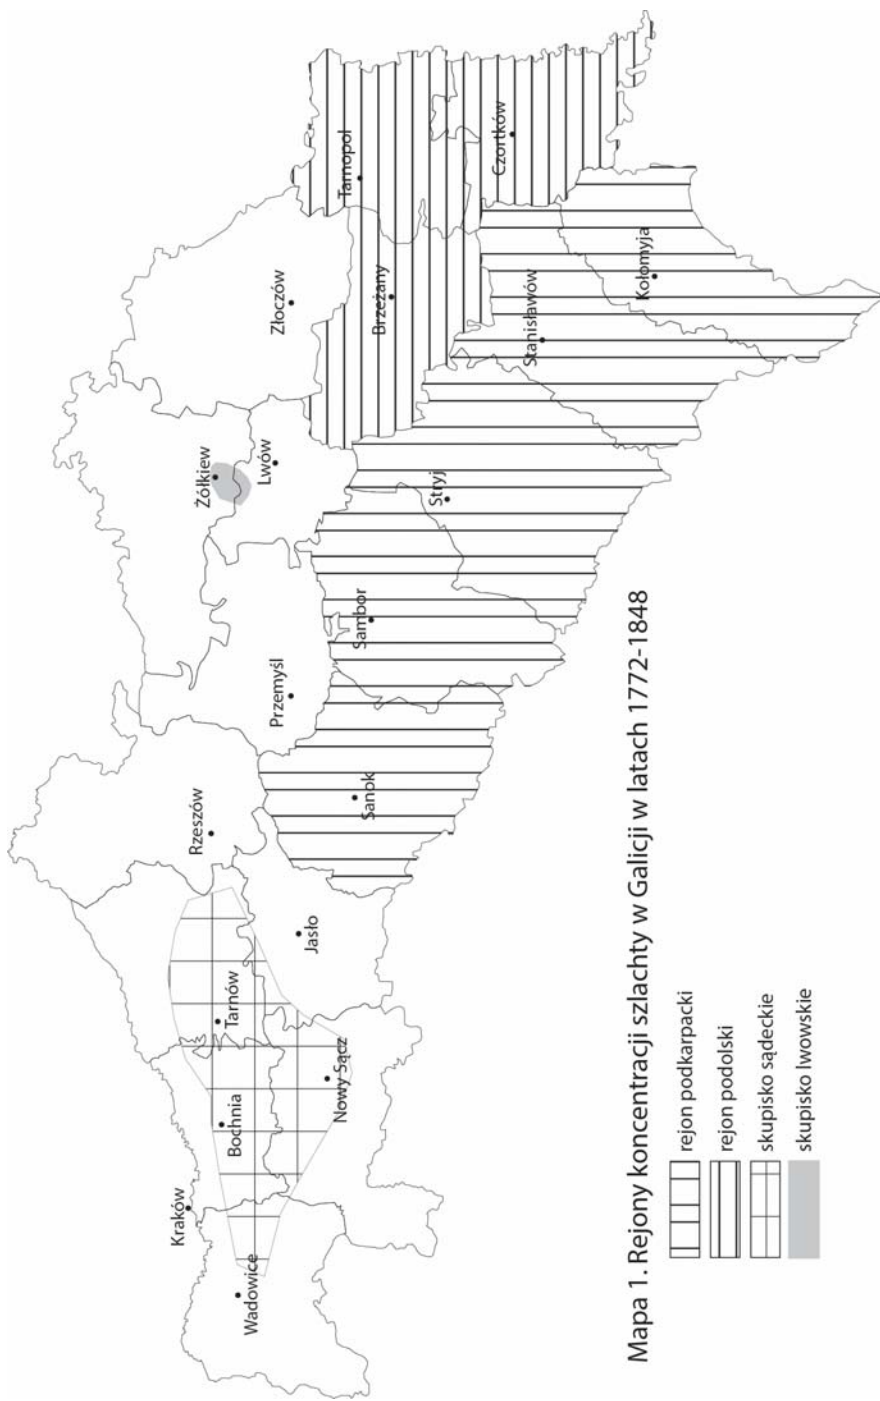 Wadowice
Kraków
Bochnia
Nowy Sącz
Tarnów
Jasło
Rzeszów
Sanok
Przemyśl
Sambor
Żółkiew
Lwów
Stryj
Złoczów
Brzeżany
Stanisławów
Kołomyja
Tarnopol
Czortków
Mapa 1. Rejony koncentracji szlachty w Galicji w latach 1772-1848
rejon podkarpacki
rejon podolski
skupisko sądeckie
skupisko lwowskie